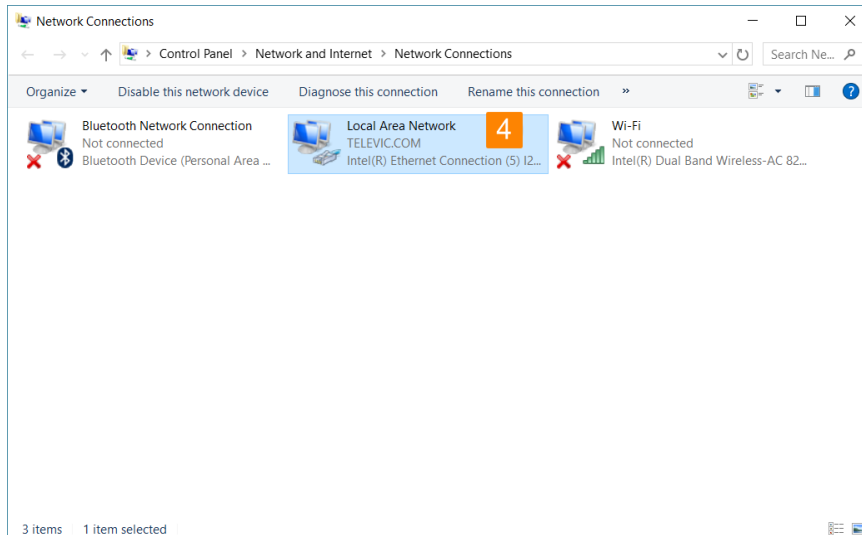 Network Connections
Control Panel > Network and Internet > Network Connections
Search Ne...
Organize
Disable this network device
Diagnose this connection
Rename this connection
»
?
Bluetooth Network Connection
Not connected
Bluetooth Device (Personal Area ...
Local Area Network
TELEVIC.COM
Intel(R) Ethernet Connection (5) I2...
4
Wi-Fi
Not connected
Intel(R) Dual Band Wireless-AC 82...
3 items
1 item selected